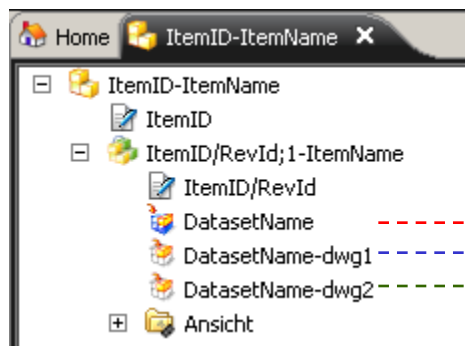 Home ItemID-ItemName
ItemID-ItemName
ItemID
ItemID/RevId;1-ItemName
ItemID/RevId
DatasetName
DatasetName-dwg1
DatasetName-dwg2
Ansicht